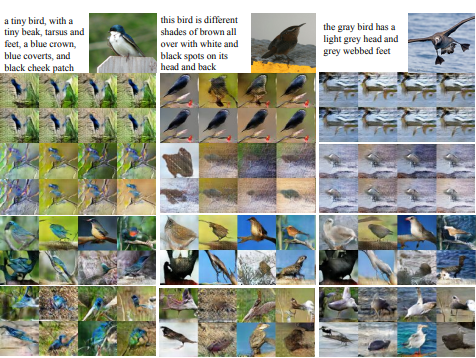 a tiny bird, with a
tiny beak, tarsus and
feet, a blue crown,
blue coverts, and
black cheek patch
this bird is different
shades of brown all
over with white and
black spots on its
head and back
the gray bird has a
light grey head and
grey webbed feet